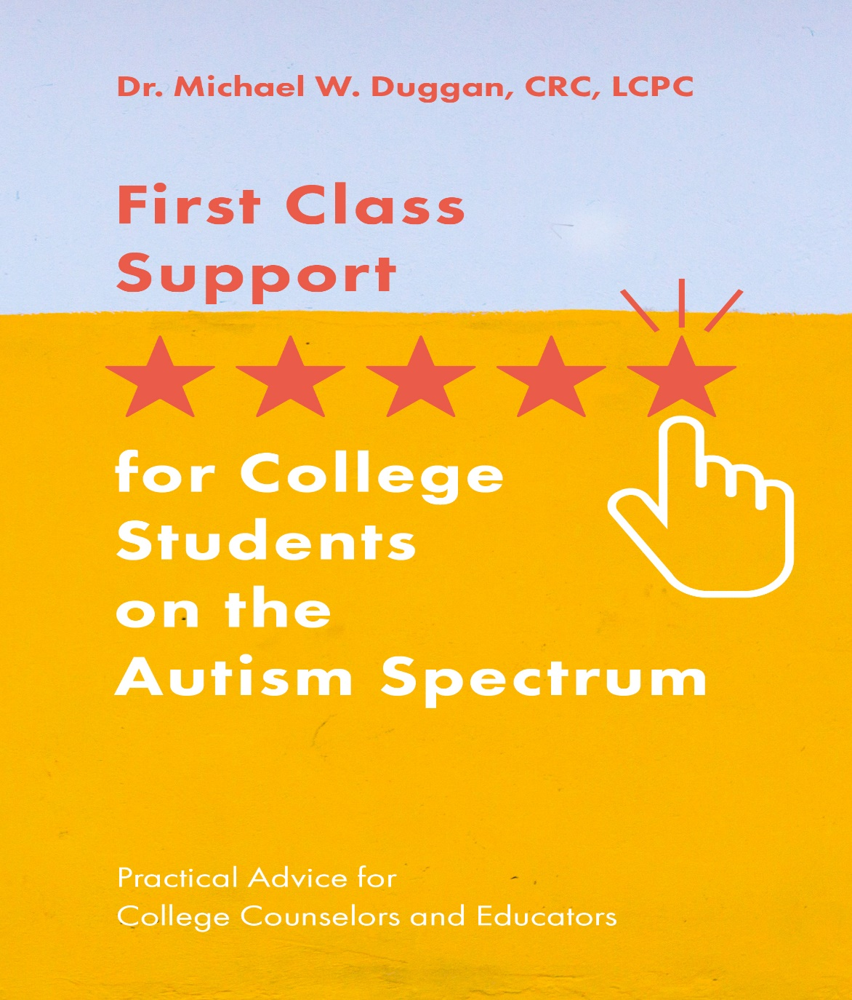 Dr. Michael W. Duggan, CRC, LCPC
First Class
Support
for College
Students
on the
Autism Spectrum
Practical Advice for
College Counselors and Educators